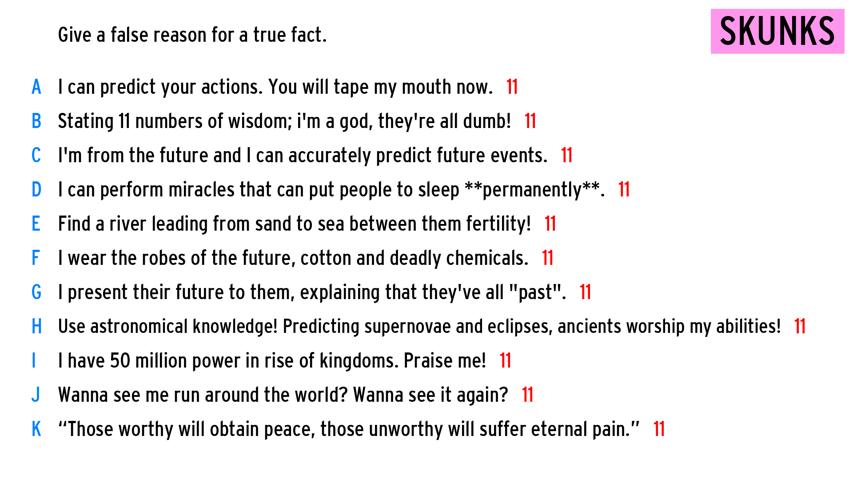 Give a false reason for a true fact.
SKUNKS
A I can predict your actions. You will tape my mouth now. 11
B Stating 11 numbers of wisdom; i'm a god, they're all dumb! 11
C I'm from the future and I can accurately predict future events. 11
D I can perform miracles that can put people to sleep **permanently**. 11
E Find a river leading from sand to sea between them fertility! 11
F I wear the robes of the future, cotton and deadly chemicals. 11
G I present their future to them, explaining that they've all "past". 11
H Use astronomical knowledge! Predicting supernovae and eclipses, ancients worship my abilities! 11
I I have 50 million power in rise of kingdoms. Praise me! 11
J Wanna see me run around the world? Wanna see it again? 11
K “Those worthy will obtain peace, those unworthy will suffer eternal pain.” 11